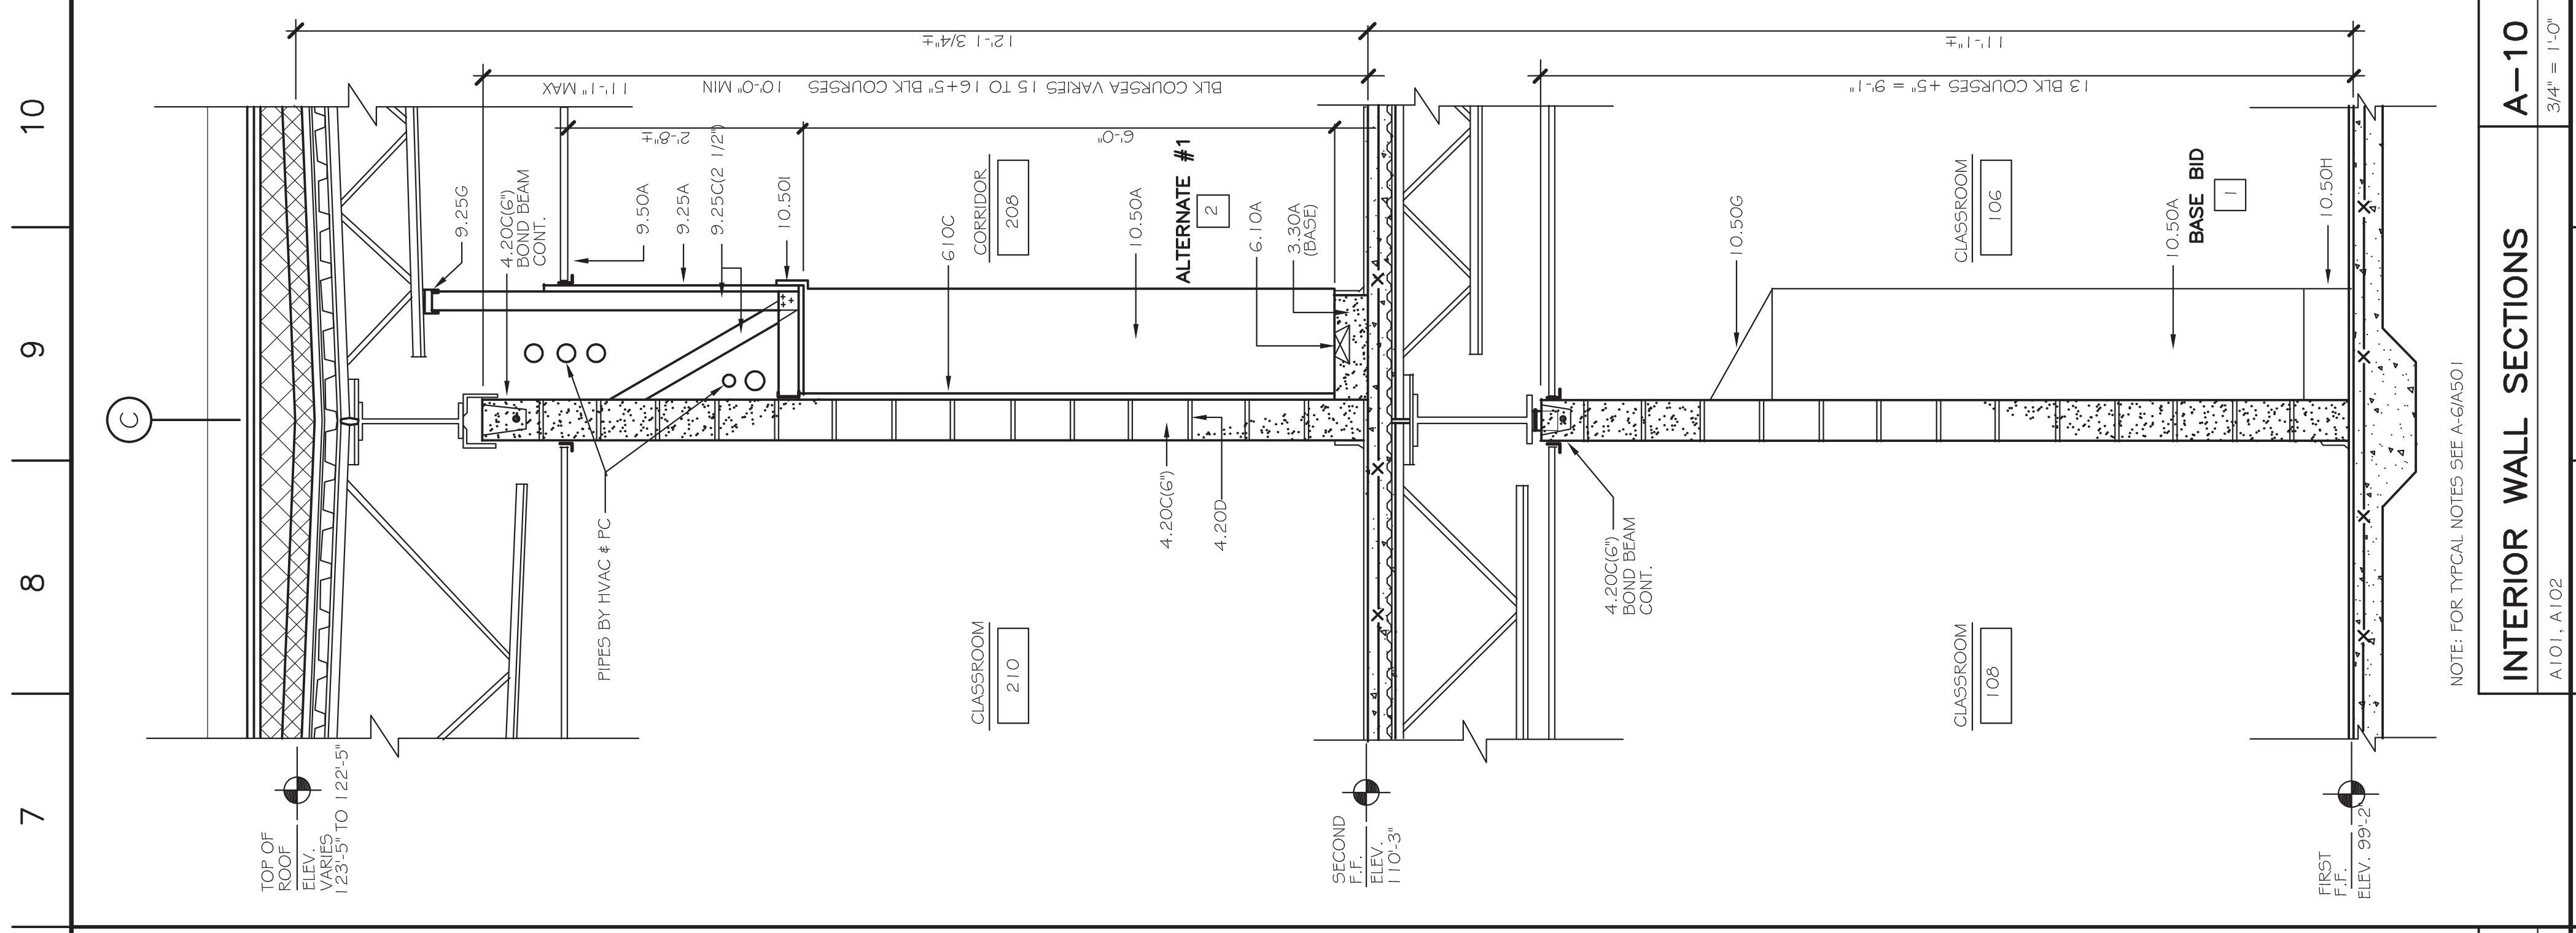 10
9
8
7
C
12'-1 3/4"±
11'-1"±
11'-1" MAX
10'-0" MIN
BLK COURSEA VARIES 15 TO 16+5" BLK COURSES
13 BLK COURSES +5" = 9'-1"
2'-8"±
6'-0"
9.25G
4.20C(6")
BOND BEAM
CONT.
9.50A
9.25A
9.25C(2 1/2")
10.50I
610C
CORRIDOR
208
10.50A
ALTERNATE #1
2
6.10A
3.30A
(BASE)
PIPES BY HVAC & PC
CLASSROOM
210
4.20C(6")
4.20D
10.50G
CLASSROOM
106
10.50A
BASE BID
1
10.50H
4.20C(6")
BOND BEAM
CONT.
CLASSROOM
108
TOP OF
ROOF
ELEV.
VARIES
123'-5" TO 122'-5"
SECOND
F.F.
ELEV.
110'-3"
FIRST
F.F.
ELEV. 99'-2"
NOTE: FOR TYPCAL NOTES SEE A-6/A501
INTERIOR WALL SECTIONS
A-10
A101, A102
3/4" = 1'-0"